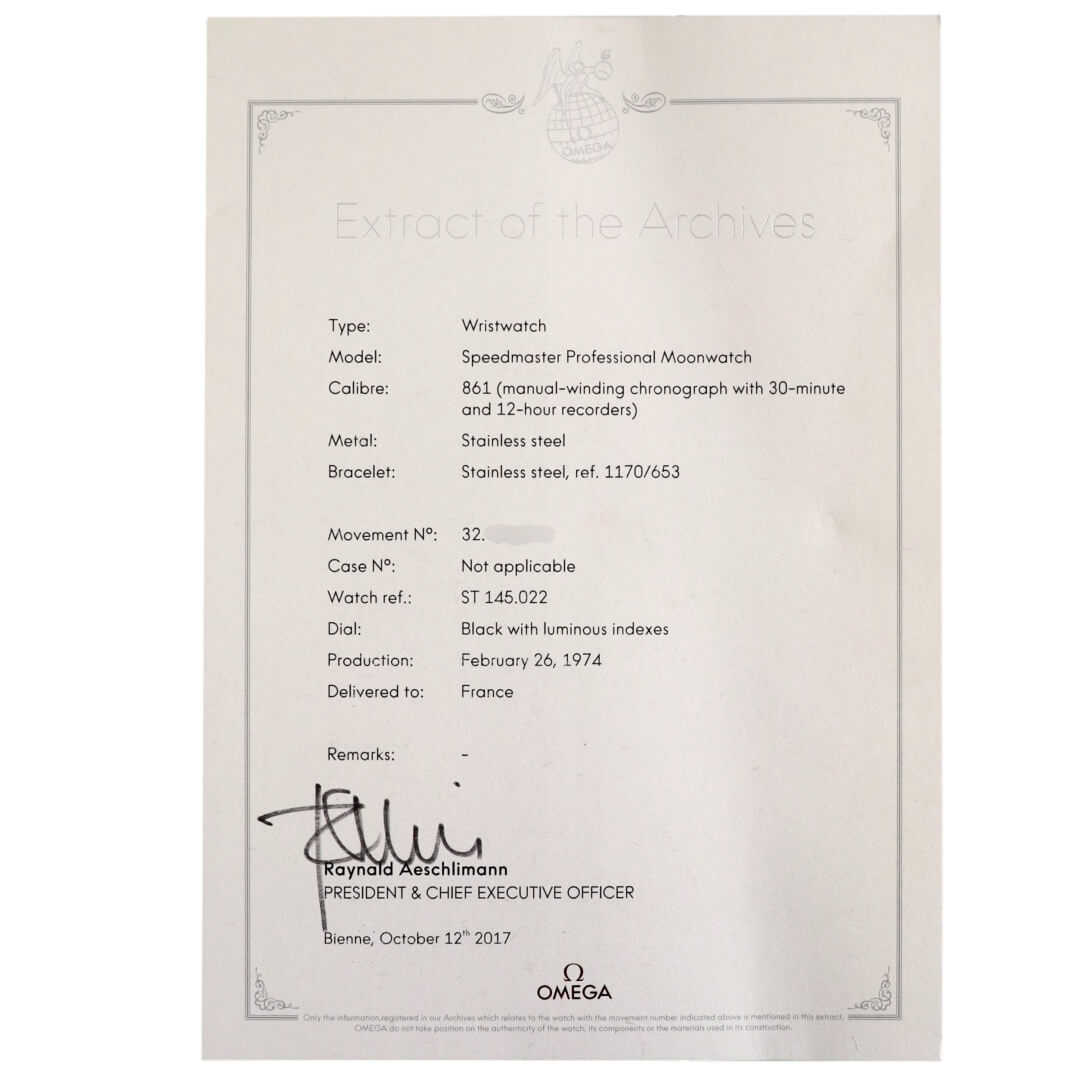 OMEGA
Extract of the Archives
Type: Wristwatch
Model: Speedmaster Professional Moonwatch
Calibre: 861 (manual-winding chronograph with 30-minute
and 12-hour recorders)
Metal: Stainless steel
Bracelet: Stainless steel, ref. 1170/653
Movement Nº: 32.
Case Nº: Not applicable
Watch ref.: ST 145.022
Dial: Black with luminous indexes
Production: February 26, 1974
Delivered to: France
Remarks: -
Raynald Aeschlimann
PRESIDENT & CHIEF EXECUTIVE OFFICER
Bienne, October 12th 2017
Ω
OMEGA
Only the information registered in our Archives which relates to the watch with the movement number indicated above is mentioned in this extract.
OMEGA do not take position on the authenticity of the watch, its components or the materials used in its construction.